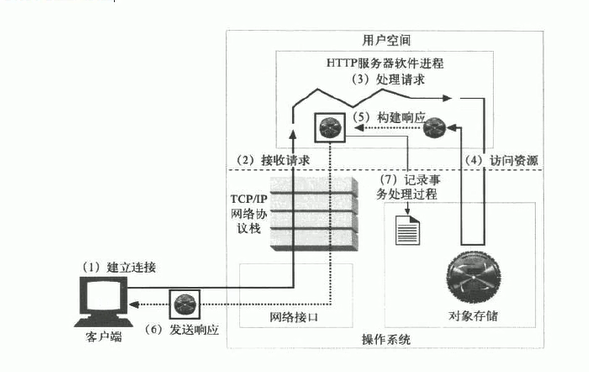 用户空间
HTTP服务器软件进程
(3) 处理请求
(5) 构建响应
(2) 接收请求
(4) 访问资源
(7) 记录事
务处理过程
TCP/IP
网络协
议栈
(1) 建立连接
(6) 发送响应
客户端
网络接口
对象存储
操作系统